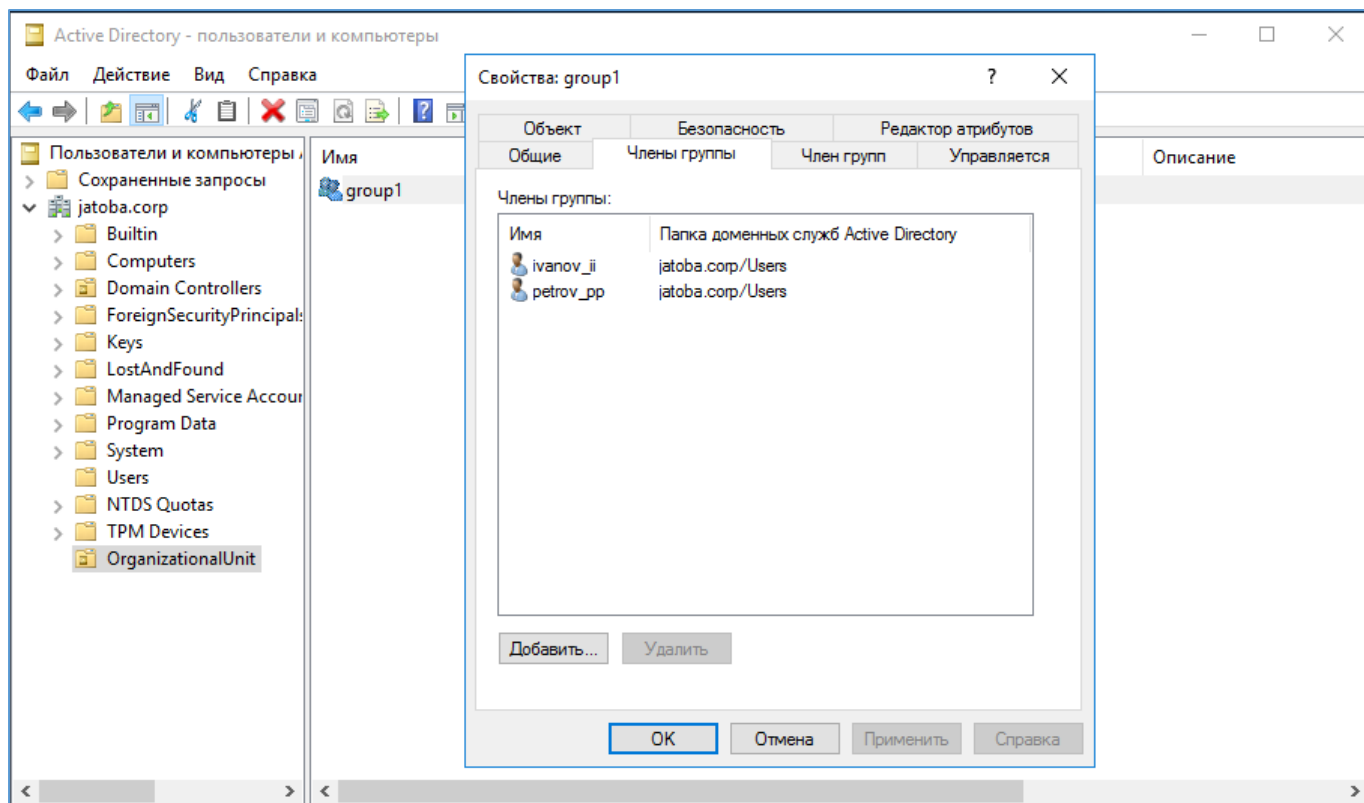 Active Directory - пользователи и компьютеры
Файл Действие Вид Справка
Пользователи и компьютеры
Сохраненные запросы
jatoba.corp
Builtin
Computers
Domain Controllers
ForeignSecurityPrincipal
Keys
LostAndFound
Managed Service Accour
Program Data
System
Users
NTDS Quotas
TPM Devices
OrganizationalUnit
Имя
Описание
group1
Свойства: group1
?
Объект Безопасность Редактор атрибутов
Общие Члены группы Член групп Управляется
Члены группы:
Имя Папка доменных служб Active Directory
ivanov_ii jatoba.corp/Users
petrov_pp jatoba.corp/Users
Добавить... Удалить
OK Отмена Применить Справка